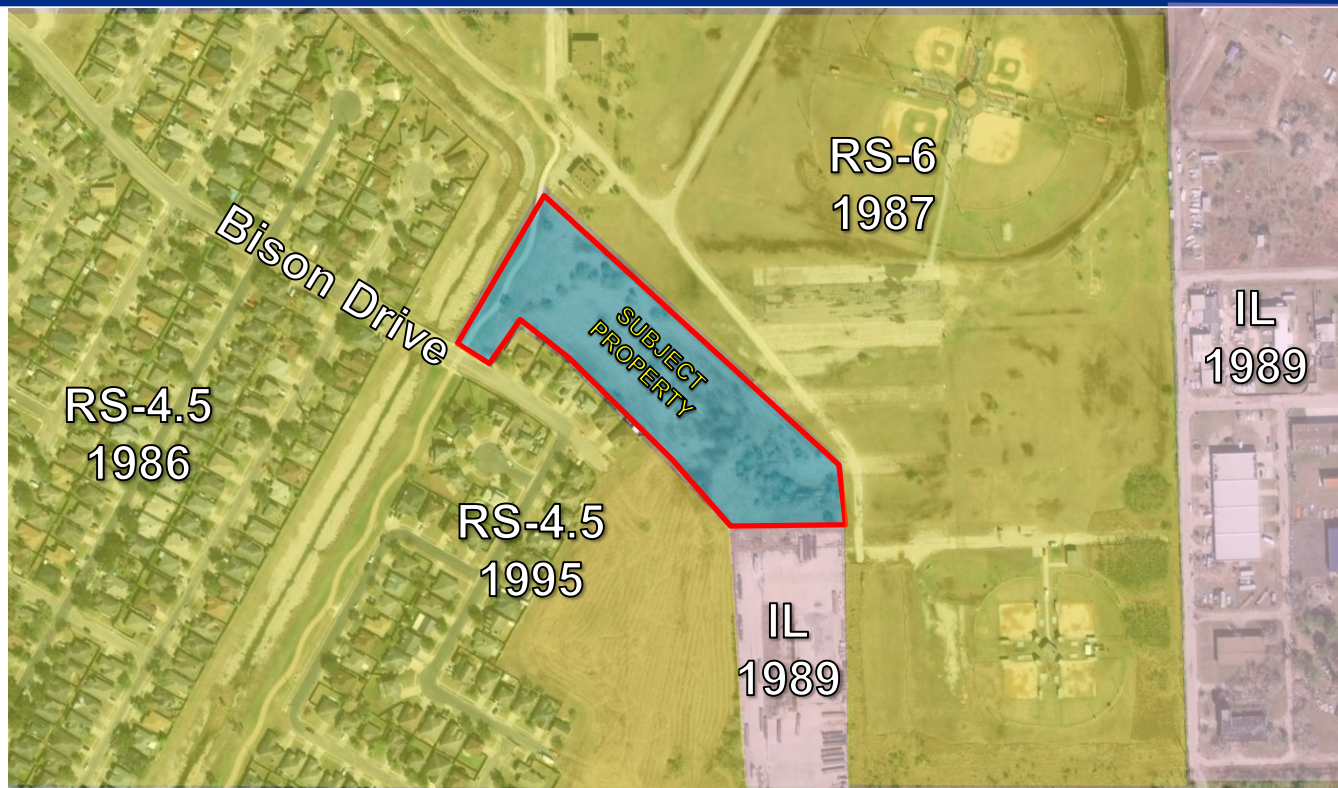 RS-6
1987
Bison Drive
IL
1989
SUBJECT
PROPERTY
RS-4.5
1986
RS-4.5
1995
IL
1989